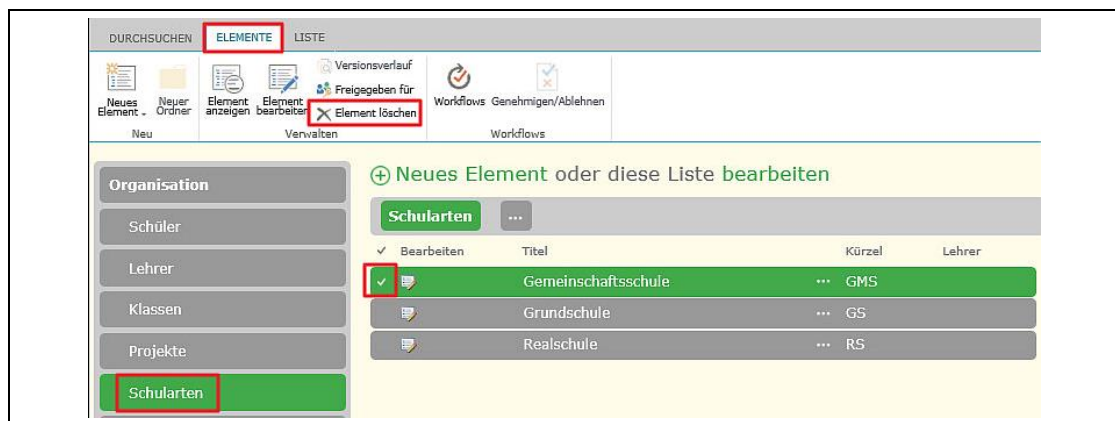 DURCHSUCHEN ELEMENTE LISTE
Neues Element
Neuer Ordner
Element anzeigen
Element bearbeiten
Versionsverlauf
Freigegeben für
Element löschen
Workflows
Genehmigen/Ablehnen
Neu Verwalten Workflows
Organisation
Schüler
Lehrer
Klassen
Projekte
Schularten
Neues Element oder diese Liste bearbeiten
Schularten ...
Bearbeiten Titel Kürzel Lehrer
Gemeinschaftsschule ... GMS
Grundschule ... GS
Realschule ... RS